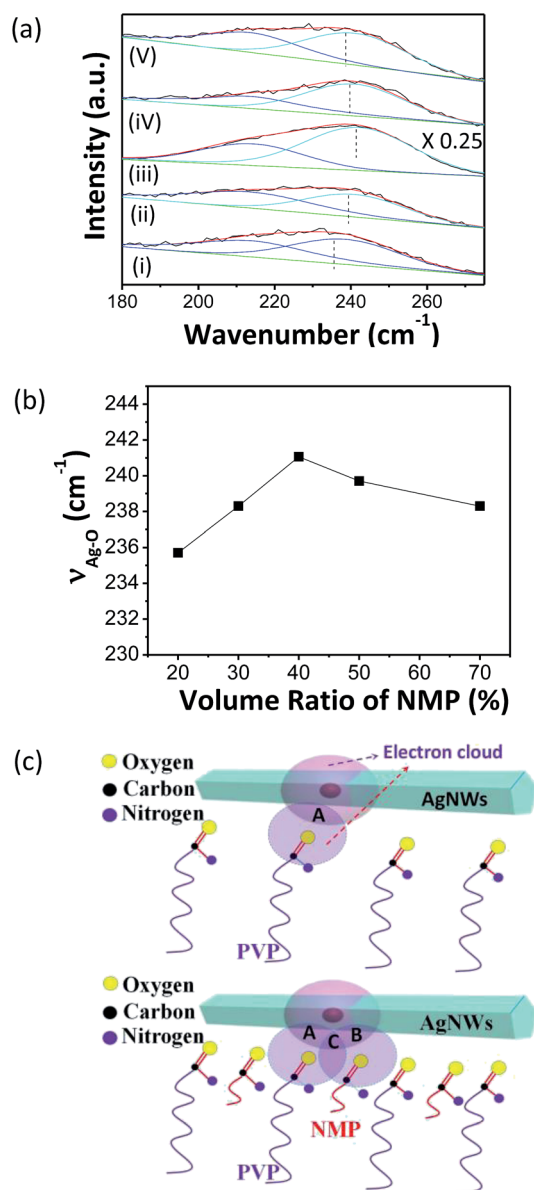 (a)
Intensity (a.u.)
(V)
(iV)
X 0.25
(iii)
(ii)
(i)
180 200 220 240 260
Wavenumber (cm⁻¹)
(b)
ν_Ag-O (cm⁻¹)
244
242
240
238
236
234
232
230
20 30 40 50 60 70
Volume Ratio of NMP (%)
(c)
Electron cloud
Oxygen
Carbon
Nitrogen
AgNWs
A
PVP
Oxygen
Carbon
Nitrogen
AgNWs
A C B
NMP
PVP